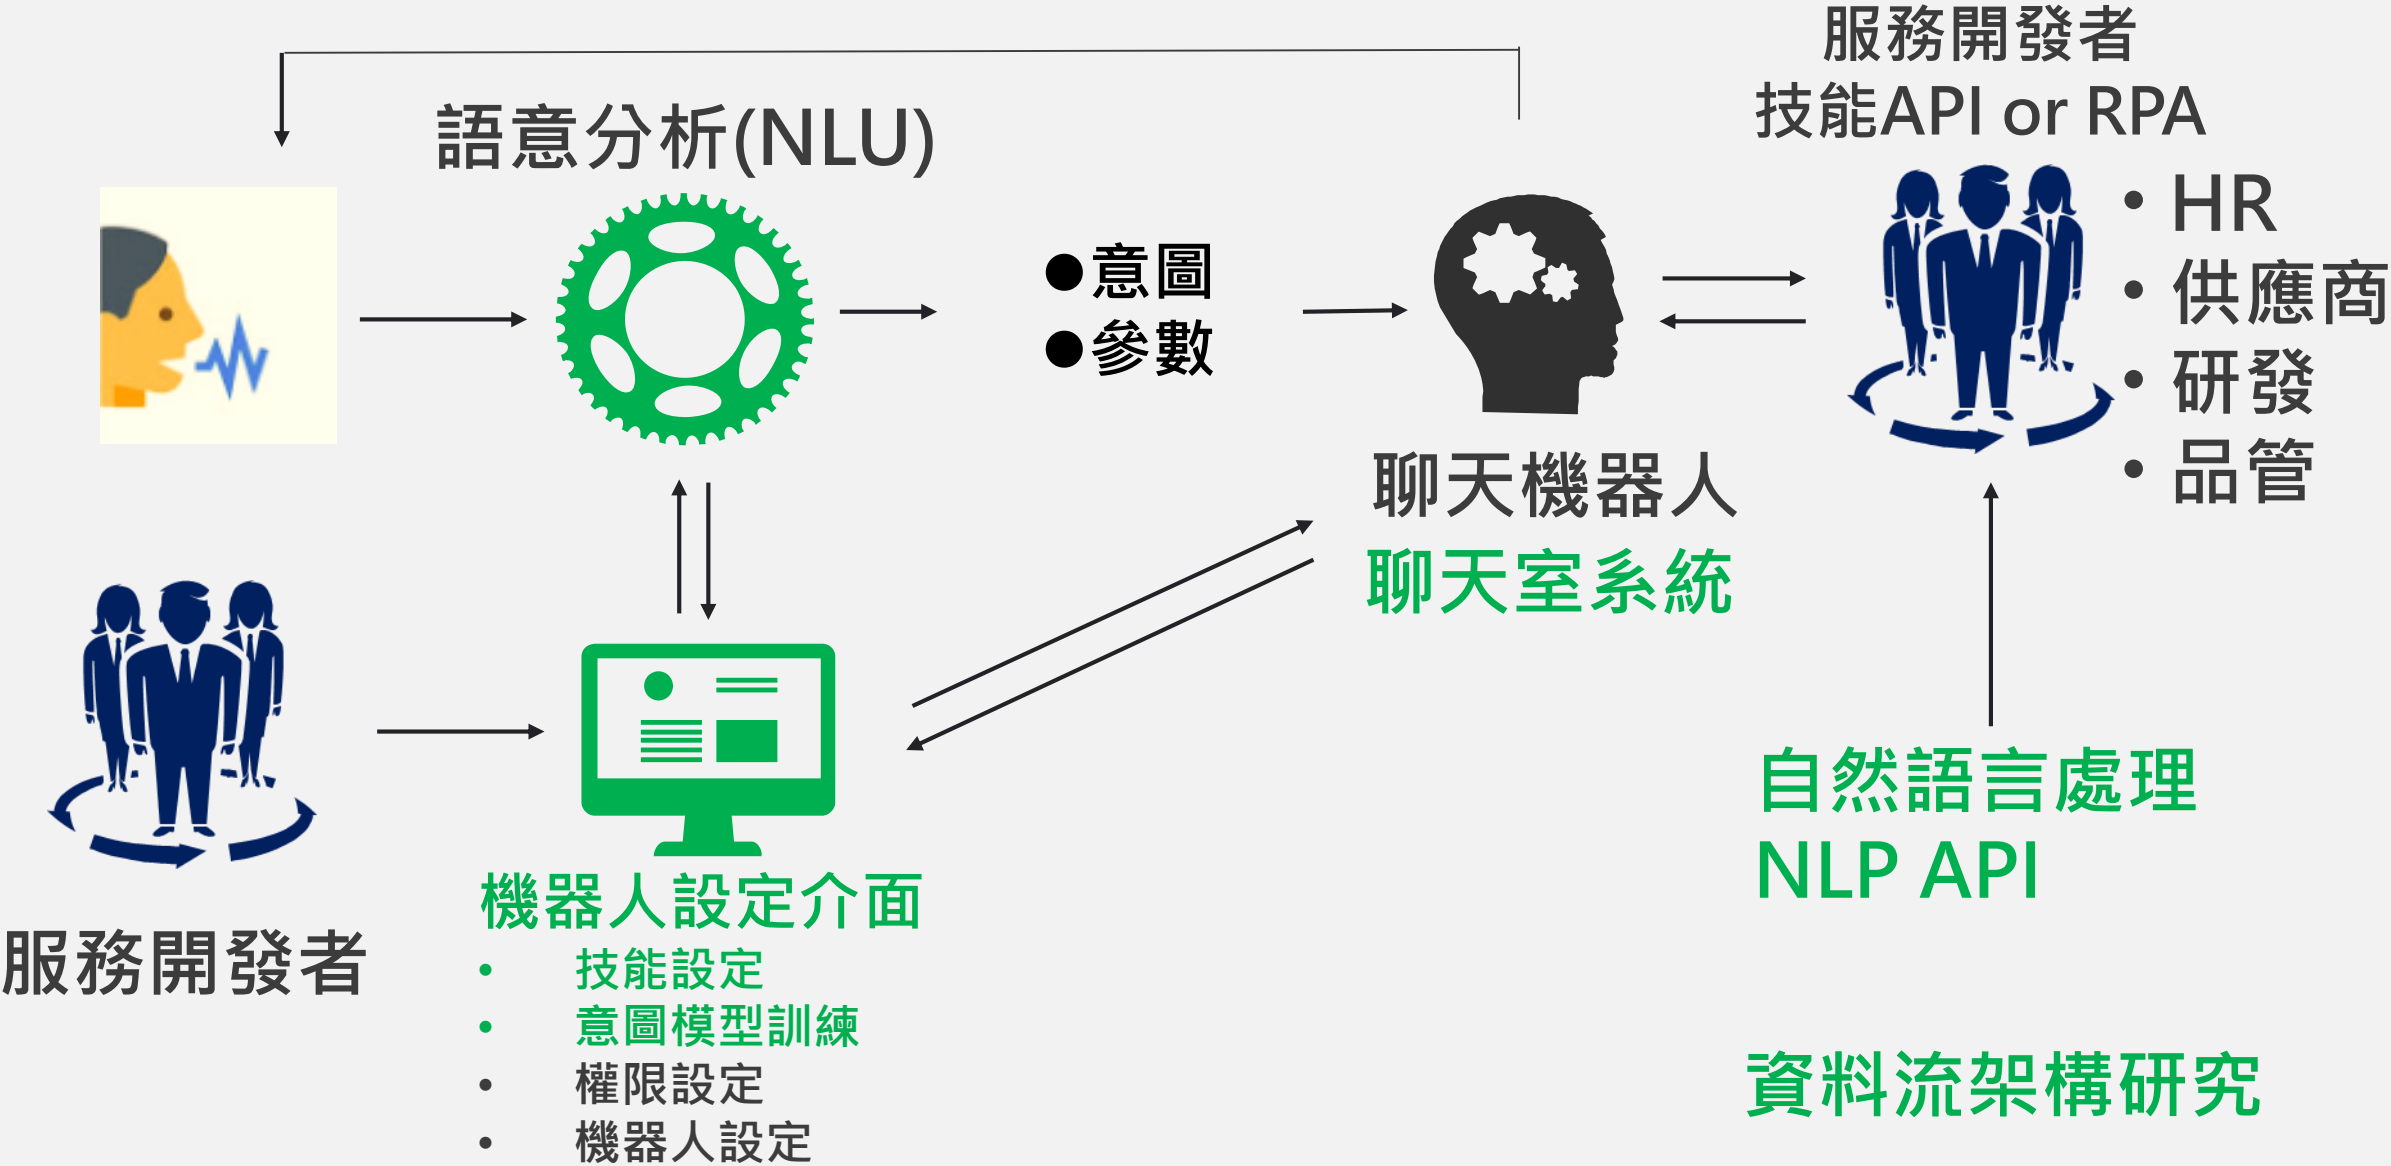 服務開發者
技能API or RPA
語意分析(NLU)
• HR
• 供應商
• 研發
• 品管
●意圖
●參數
聊天機器人
聊天室系統
自然語言處理
NLP API
機器人設定介面
服務開發者
• 技能設定
• 意圖模型訓練
• 權限設定
• 機器人設定
資料流架構研究